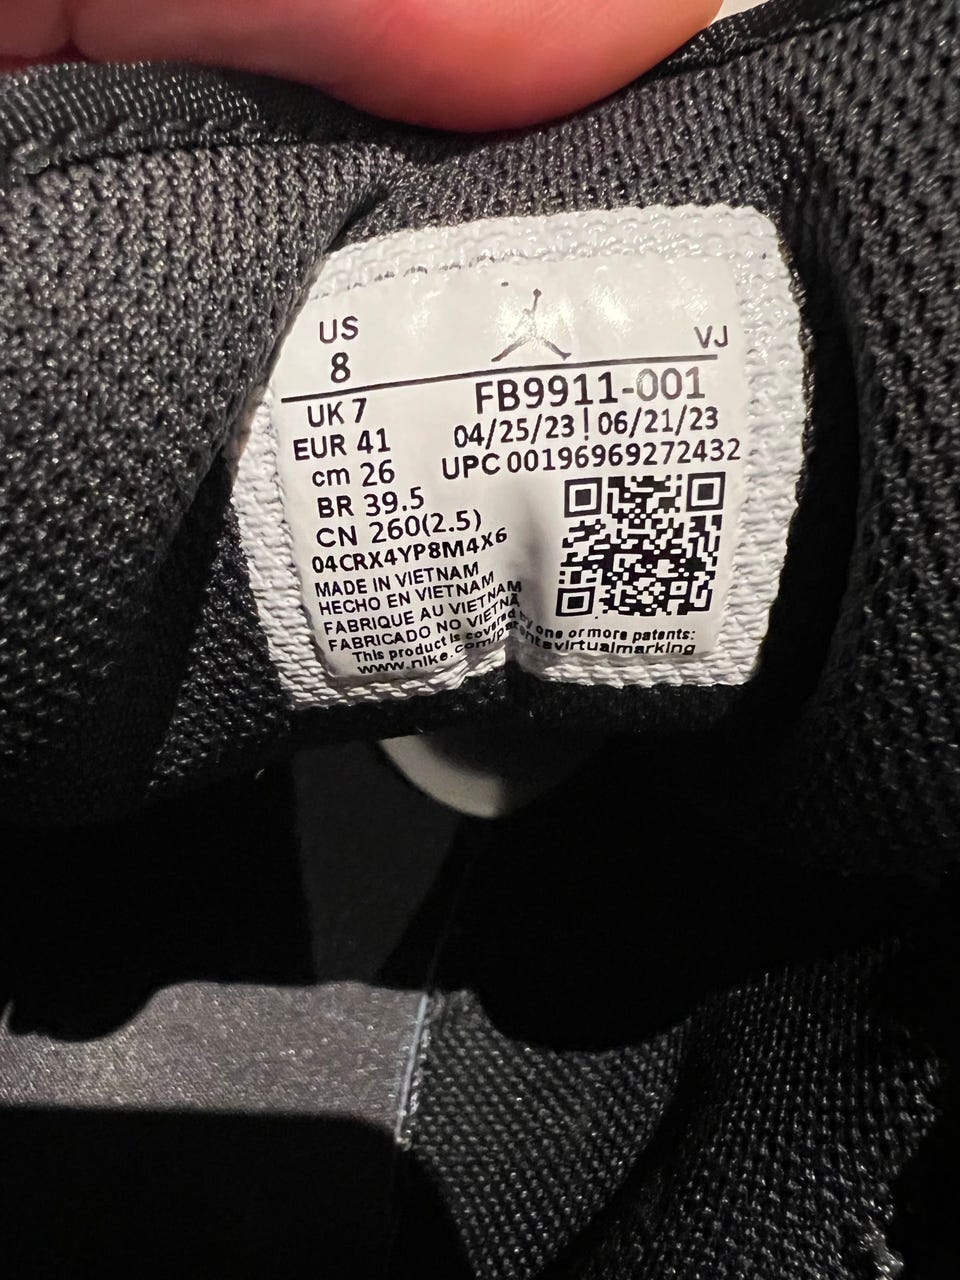 US
8
VJ
UK 7
FB9911-001
EUR 41
04/25/23 | 06/21/23
cm 26
UPC 00196969272432
BR 39.5
CN 260(2.5)
04CRX4YP8M4X6
MADE IN VIETNAM
HECHO EN VIETNAM
FABRIQUE AU VIETNAM
FABRICADO NO VIETNÃ
This product is covered by one or more patents:
www.nike.com/patentsvirtualmarking